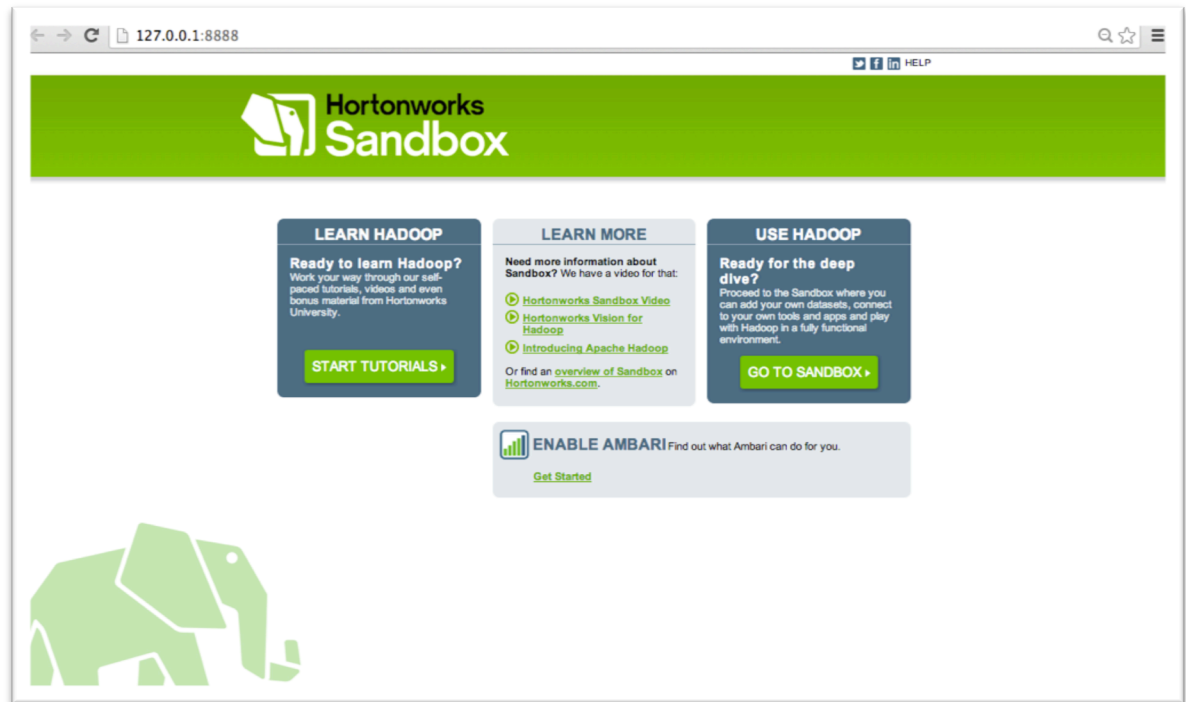 127.0.0.1:8888
HELP
Hortonworks
Sandbox
LEARN HADOOP
Ready to learn Hadoop?
Work your way through our self-
paced tutorials, videos and even
bonus material from Hortonworks
University.
START TUTORIALS
LEARN MORE
Need more information about
Sandbox? We have a video for that:
Hortonworks Sandbox Video
Hortonworks Vision for
Hadoop
Introducing Apache Hadoop
Or find an overview of Sandbox on
Hortonworks.com.
USE HADOOP
Ready for the deep
dive?
Proceed to the Sandbox where you
can add your own datasets, connect
to your own tools and apps and play
with Hadoop in a fully functional
environment.
GO TO SANDBOX
ENABLE AMBARI Find out what Ambari can do for you.
Get Started